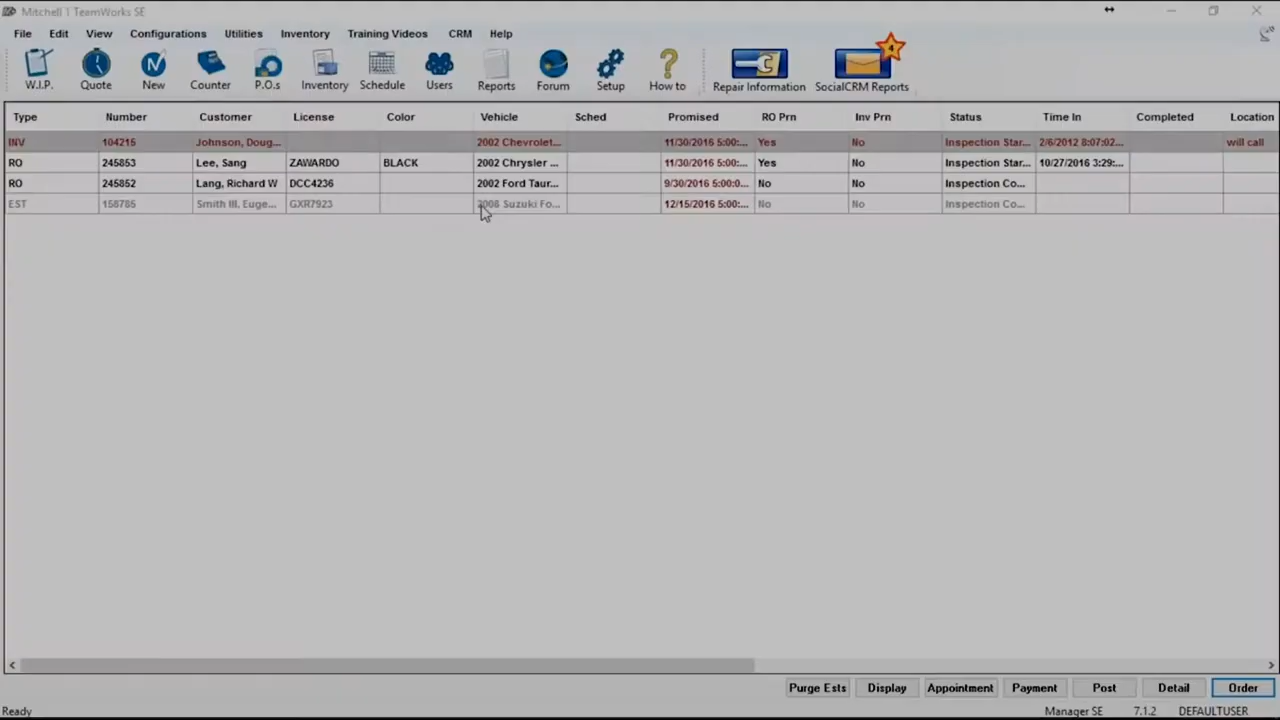 Mitchell 1 TeamWorks SE
File Edit View Configurations Utilities Inventory Training Videos CRM Help
4
W.I.P. Quote New Counter P.O.s Inventory Schedule Users Reports Forum Setup How to Repair Information SocialCRM Reports
Type Number Customer License Color Vehicle Sched Promised RO Prn Inv Prn Status Time In Completed Location
INV 104215 Johnson, Doug... 2002 Chevrolet... 11/30/2016 5:00:... Yes No Inspection Star... 2/6/2012 8:07:02... will call
RO 245853 Lee, Sang ZAWARDO BLACK 2002 Chrysler ... 11/30/2016 5:00:... Yes No Inspection Star... 10/27/2016 3:29:...
RO 245852 Lang, Richard W DCC4236 2002 Ford Taur... 9/30/2016 5:00:0... No No Inspection Co...
EST 158785 Smith III, Euge... GXR7923 2008 Suzuki Fo... 12/15/2016 5:00:... No No Inspection Co...
Purge Ests Display Appointment Payment Post Detail Order
Ready Manager SE 7.1.2 DEFAULTUSER